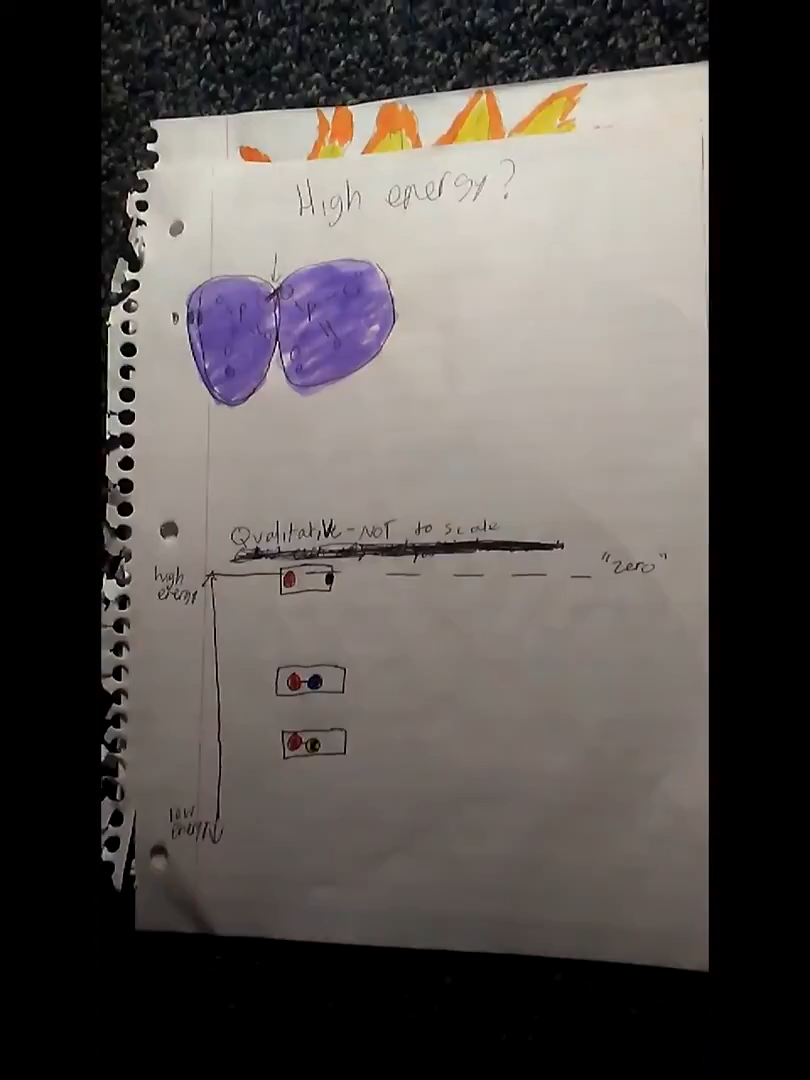 High energy?
Qualitative - NOT to scale
high
energy
"zero"
low
energy